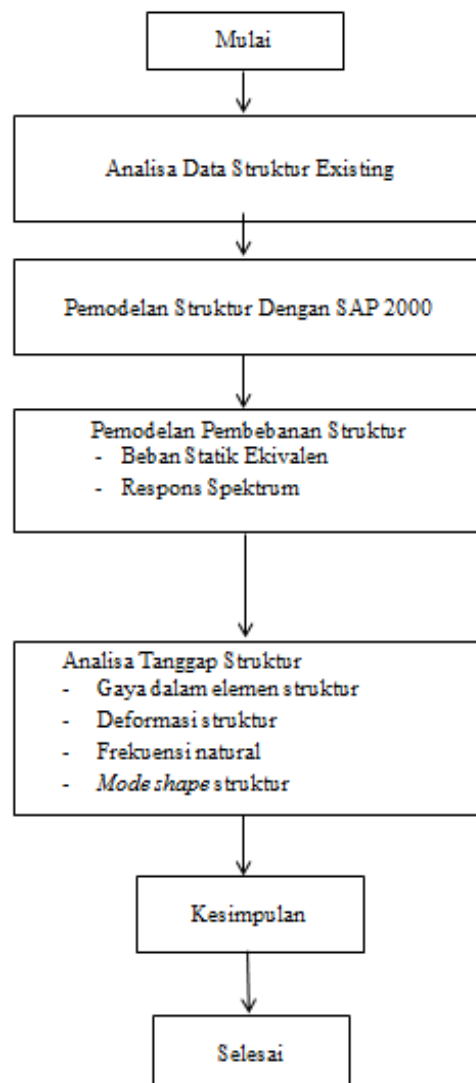 Mulai
Analisa Data Struktur Existing
Pemodelan Struktur Dengan SAP 2000
Pemodelan Pembebanan Struktur
- Beban Statik Ekivalen
- Respons Spektrum
Analisa Tanggap Struktur
- Gaya dalam elemen struktur
- Deformasi struktur
- Frekuensi natural
- Mode shape struktur
Kesimpulan
Selesai